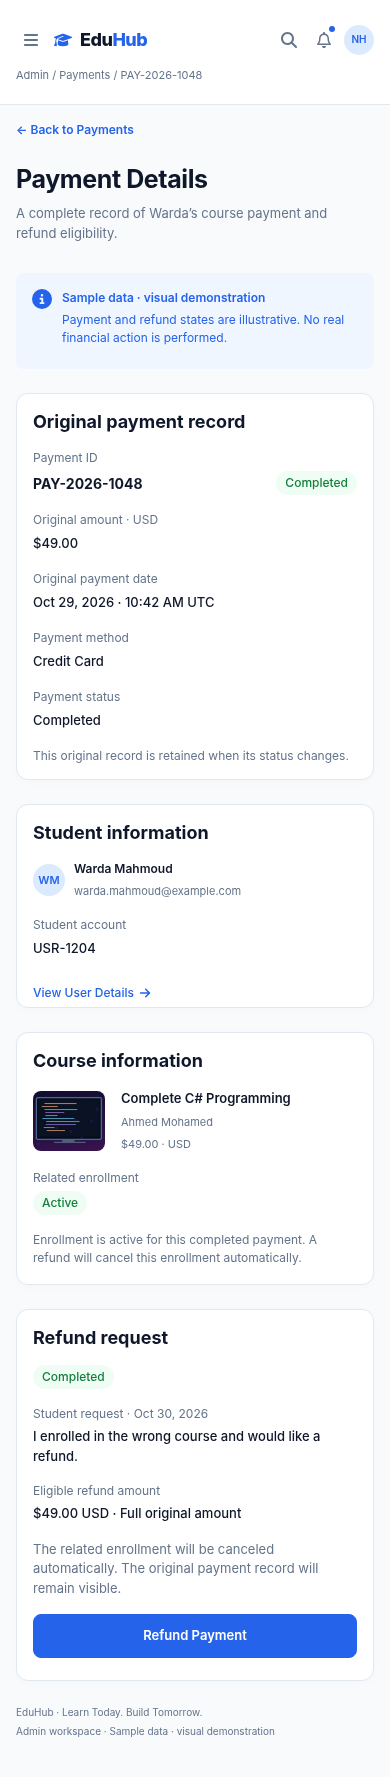 EduHub
NH
Admin / Payments / PAY-2026-1048
← Back to Payments
Payment Details
A complete record of Warda’s course payment and
refund eligibility.
Sample data · visual demonstration
Payment and refund states are illustrative. No real
financial action is performed.
Original payment record
Payment ID
PAY-2026-1048
Completed
Original amount · USD
$49.00
Original payment date
Oct 29, 2026 · 10:42 AM UTC
Payment method
Credit Card
Payment status
Completed
This original record is retained when its status changes.
Student information
WM
Warda Mahmoud
warda.mahmoud@example.com
Student account
USR-1204
View User Details →
Course information
Complete C# Programming
Ahmed Mohamed
$49.00 · USD
Related enrollment
Active
Enrollment is active for this completed payment. A
refund will cancel this enrollment automatically.
Refund request
Completed
Student request · Oct 30, 2026
I enrolled in the wrong course and would like a
refund.
Eligible refund amount
$49.00 USD · Full original amount
The related enrollment will be canceled
automatically. The original payment record will
remain visible.
Refund Payment
EduHub · Learn Today. Build Tomorrow.
Admin workspace · Sample data · visual demonstration